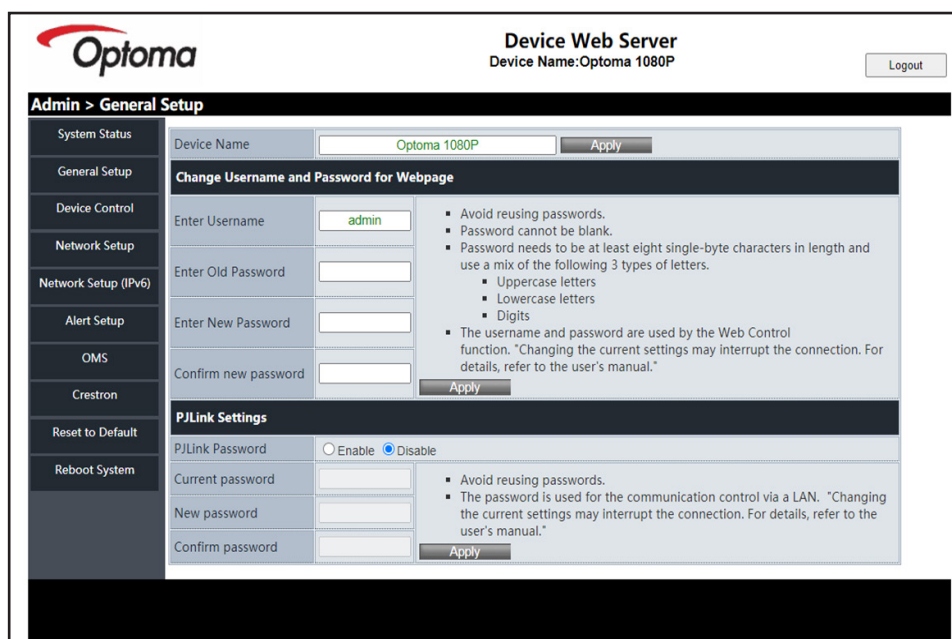 Optoma
Device Web Server
Device Name:Optoma 1080P
Logout
Admin > General Setup
System Status
General Setup
Device Control
Network Setup
Network Setup (IPv6)
Alert Setup
OMS
Crestron
Reset to Default
Reboot System
Device Name
Optoma 1080P
Apply
Change Username and Password for Webpage
Enter Username
admin
Enter Old Password
Enter New Password
Confirm new password
▪ Avoid reusing passwords.
▪ Password cannot be blank.
▪ Password needs to be at least eight single-byte characters in length and
use a mix of the following 3 types of letters.
▪ Uppercase letters
▪ Lowercase letters
▪ Digits
▪ The username and password are used by the Web Control
function. "Changing the current settings may interrupt the connection. For
details, refer to the user's manual."
Apply
PJLink Settings
PJLink Password
Enable
Disable
Current password
New password
Confirm password
▪ Avoid reusing passwords.
▪ The password is used for the communication control via a LAN. "Changing
the current settings may interrupt the connection. For details, refer to the
user's manual."
Apply